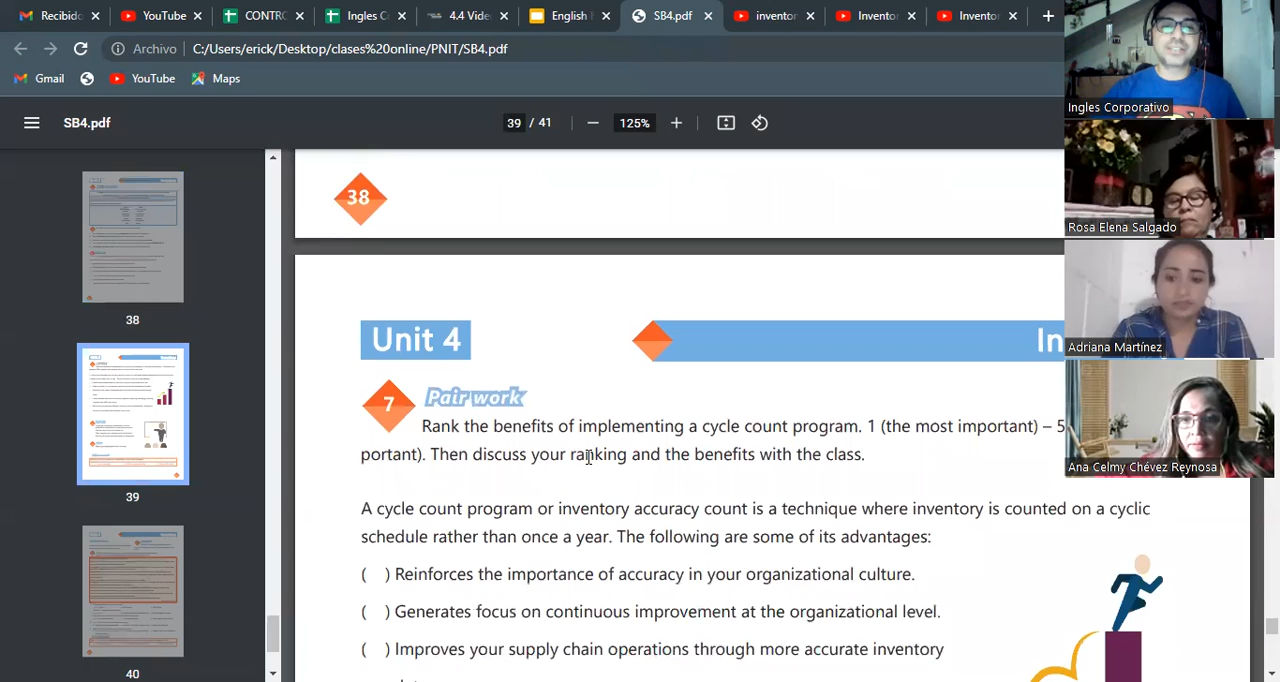 Recibido
YouTube
CONTRO
Ingles C
4.4 Vide
English
SB4.pdf
inventor
Inventor
Inventor
Archivo
C:/Users/erick/Desktop/clases%20online/PNIT/SB4.pdf
Gmail
YouTube
Maps
SB4.pdf
39 / 41
125%
Ingles Corporativo
Rosa Elena Salgado
Adriana Martínez
Ana Celmy Chévez Reynosa
38
39
40
38
Unit 4
In
7
Pair work
Rank the benefits of implementing a cycle count program. 1 (the most important) – 5
portant). Then discuss your ranking and the benefits with the class.
A cycle count program or inventory accuracy count is a technique where inventory is counted on a cyclic
schedule rather than once a year. The following are some of its advantages:
( ) Reinforces the importance of accuracy in your organizational culture.
( ) Generates focus on continuous improvement at the organizational level.
( ) Improves your supply chain operations through more accurate inventory